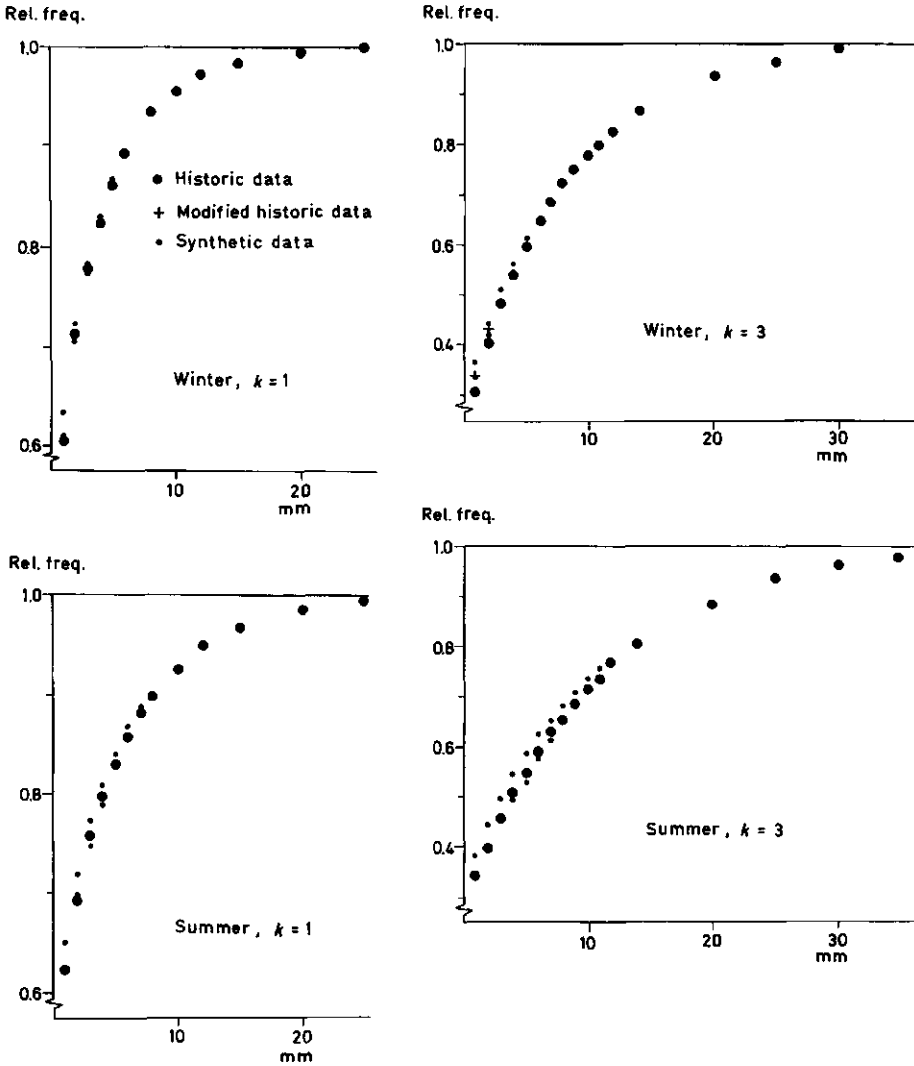 Rel. freq.
1.0
0.8
0.6
● Historic data
+ Modified historic data
• Synthetic data
Winter, k = 1
10
20
mm
Rel. freq.
1.0
0.8
0.6
0.4
Winter, k = 3
10
20
30
mm
Rel. freq.
1.0
0.8
0.6
Summer, k = 1
10
20
mm
Rel. freq.
1.0
0.8
0.6
0.4
Summer, k = 3
10
20
30
mm